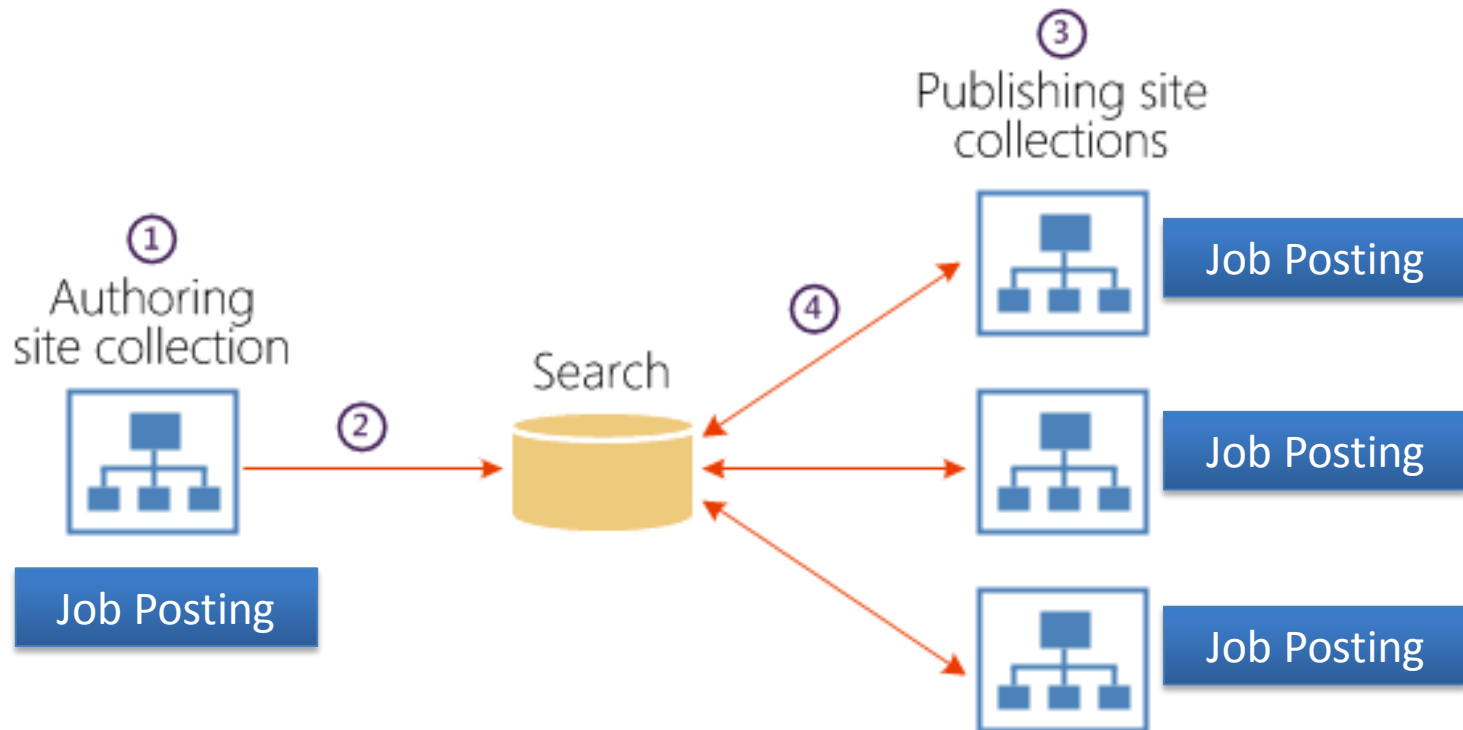 1
Authoring
site collection
Job Posting
2
Search
3
Publishing site
collections
4
Job Posting
Job Posting
Job Posting